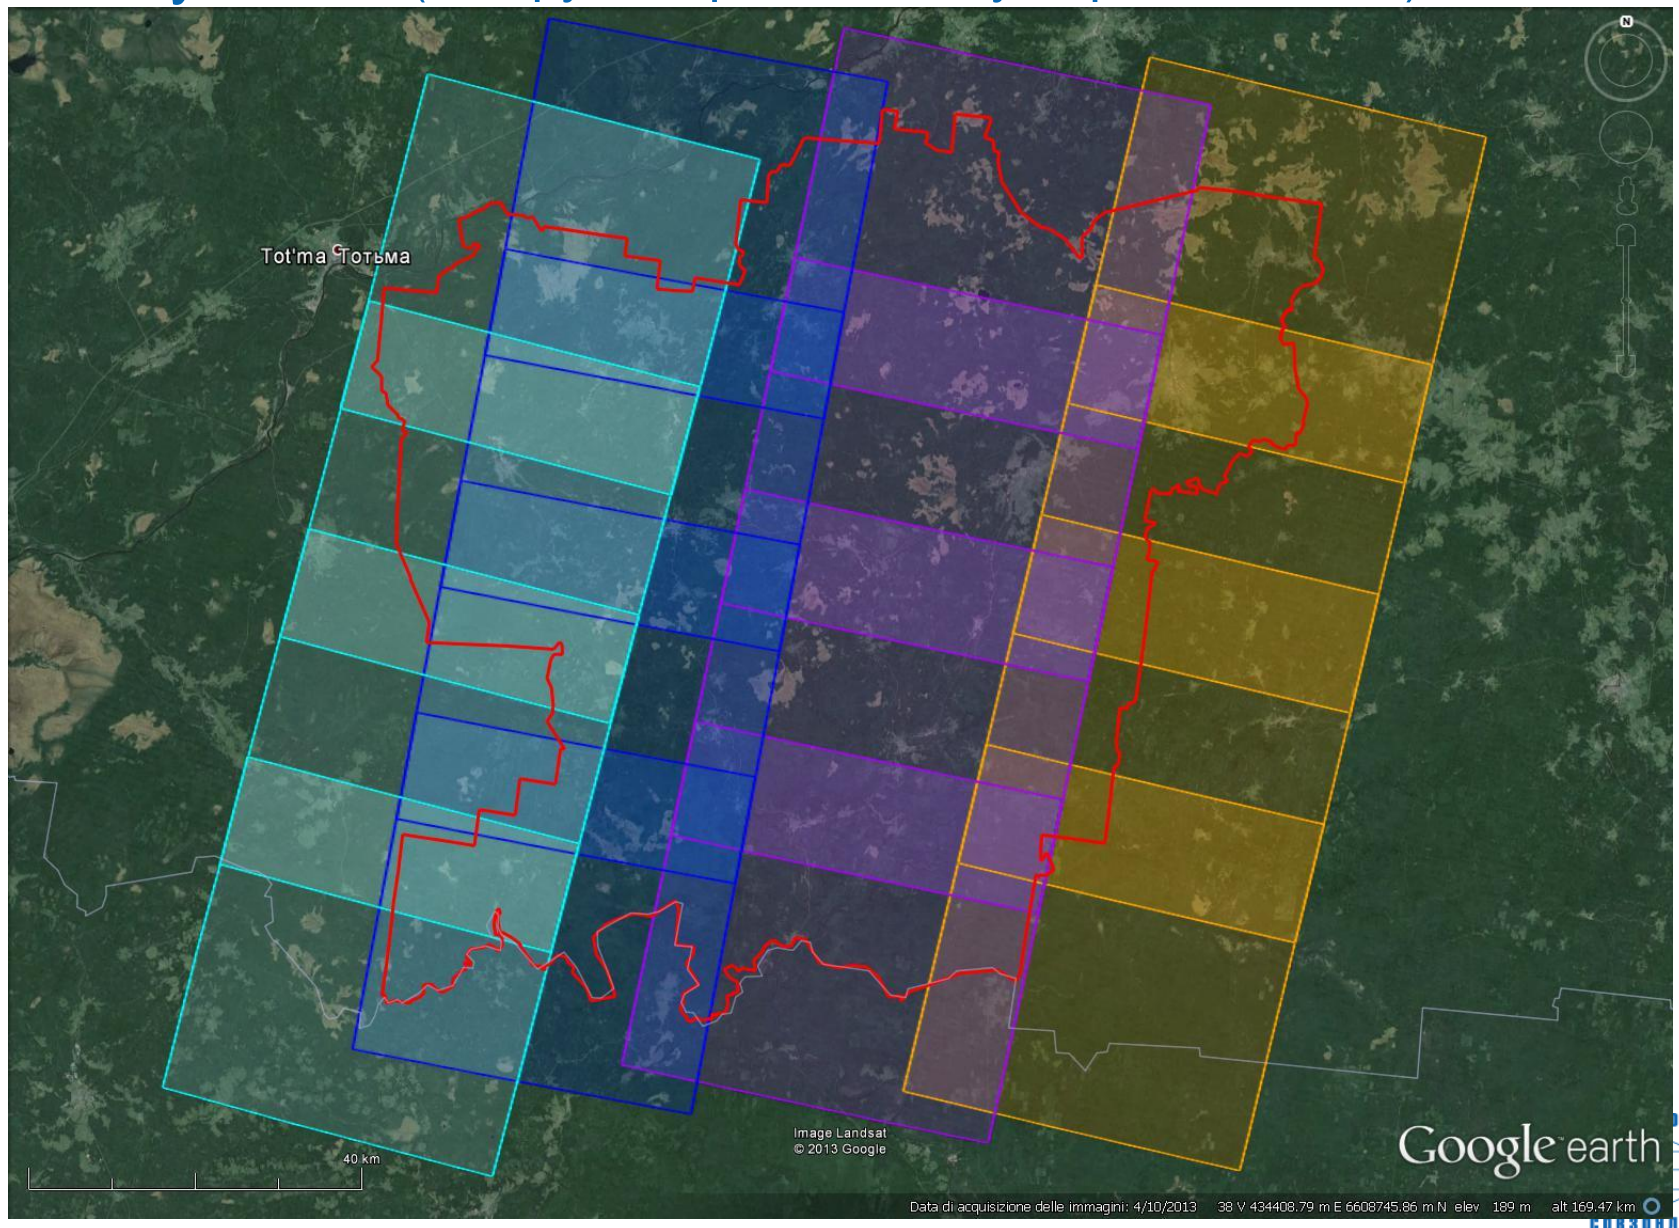 N
Tot'ma Тотьма
Image Landsat
© 2013 Google
40 km
Google earth
Data di acquisizione delle immagini: 4/10/2013 38 V 434408.79 m E 6608745.86 m N elev 189 m alt 169.47 km